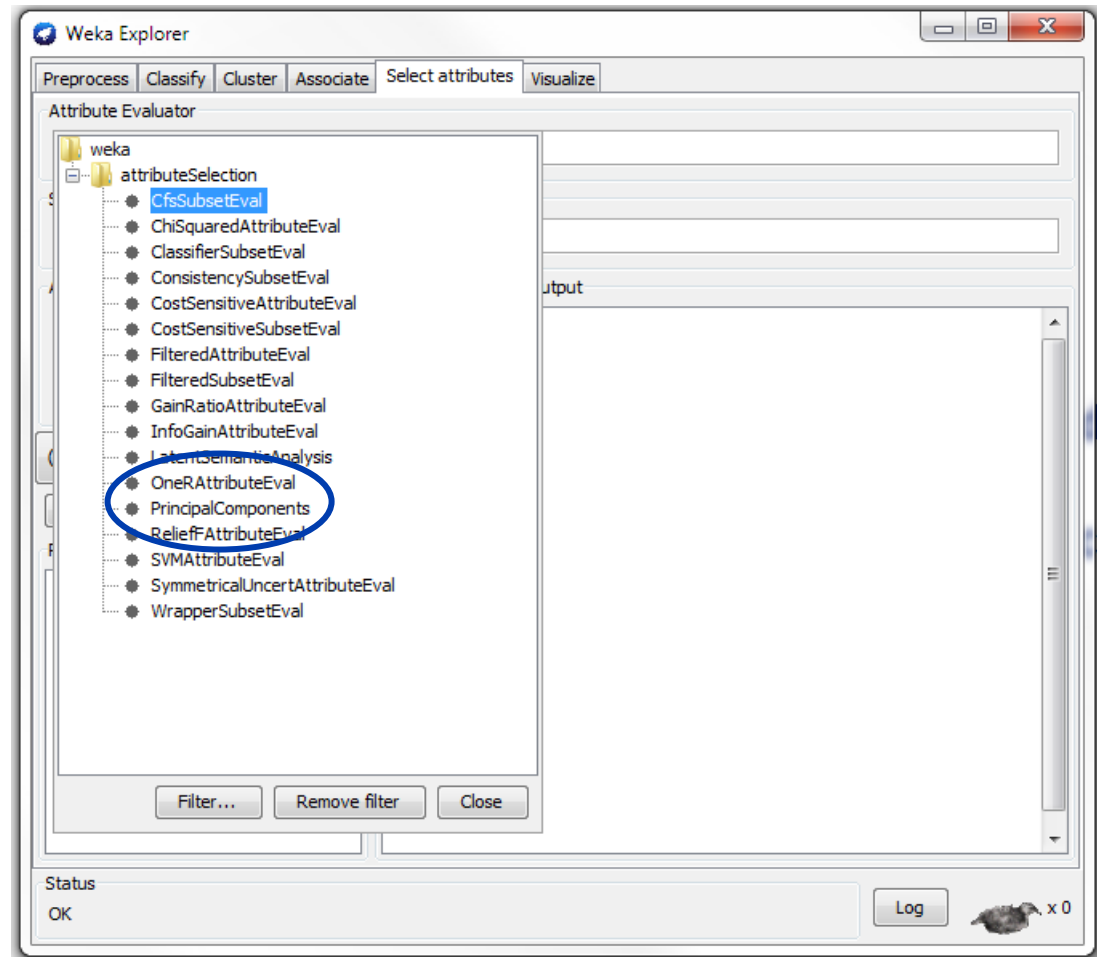 Weka Explorer
Preprocess Classify Cluster Associate Select attributes Visualize
Attribute Evaluator
weka
attributeSelection
CfsSubsetEval
ChiSquaredAttributeEval
ClassifierSubsetEval
ConsistencySubsetEval
utput
CostSensitiveAttributeEval
CostSensitiveSubsetEval
FilteredAttributeEval
FilteredSubsetEval
GainRatioAttributeEval
InfoGainAttributeEval
LatentSemanticAnalysis
OneRAttributeEval
PrincipalComponents
ReliefFAttributeEval
SVMAttributeEval
SymmetricalUncertAttributeEval
WrapperSubsetEval
Filter... Remove filter Close
Status
OK
Log x 0